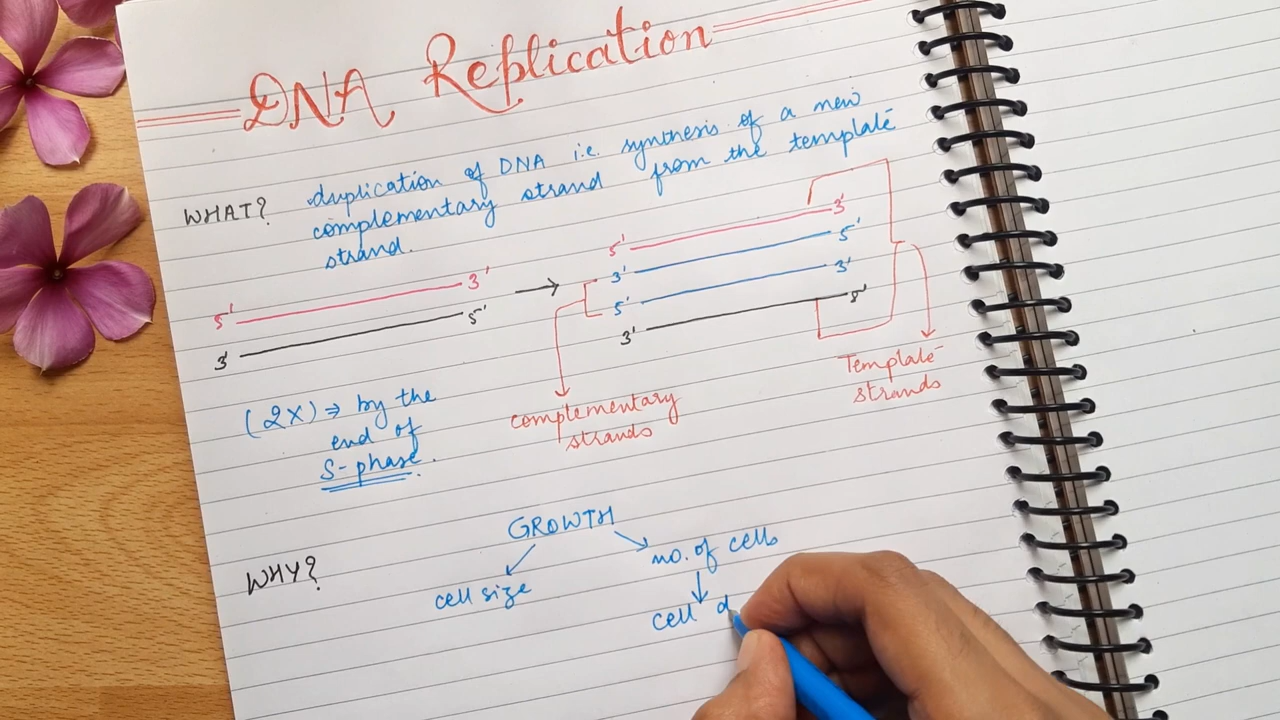 DNA Replication
WHAT? duplication of DNA i.e. synthesis of a new
complementary strand from the template
strand.
5' 3'
3' 5'
→
5' 3'
3' 5'
5' 3'
3' 5'
complementary
strands
Template
strands
(2X) ⇒ by the
end of
S-phase.
WHY?
GROWTH
cell size
no. of cells
cell d